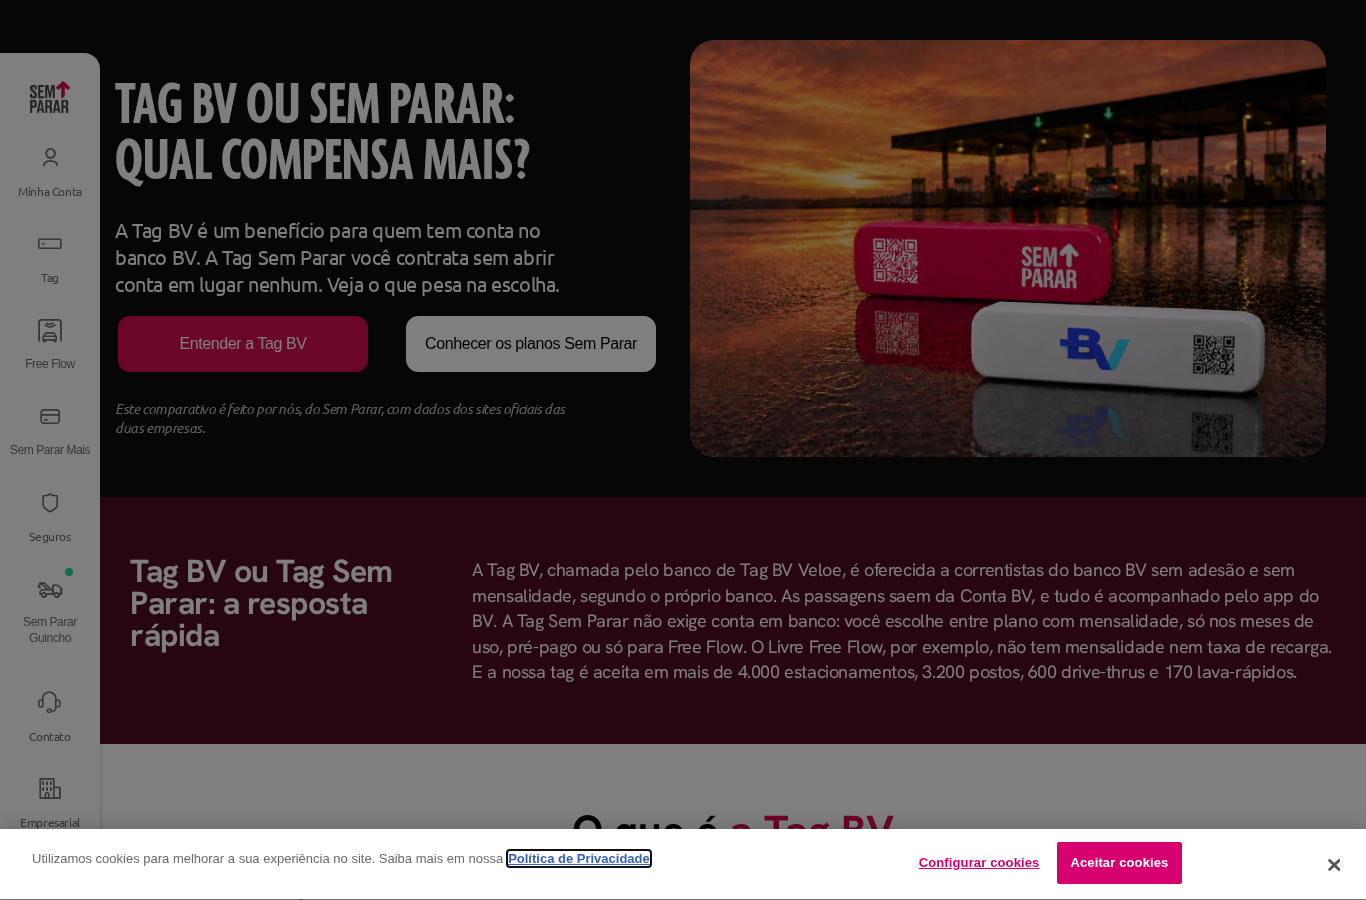 SEM
PARAR
Minha Conta
Tag
Free Flow
Sem Parar Mais
Seguros
Sem Parar
Guincho
Contato
Empresarial
TAG BV OU SEM PARAR:
QUAL COMPENSA MAIS?
A Tag BV é um benefício para quem tem conta no
banco BV. A Tag Sem Parar você contrata sem abrir
conta em lugar nenhum. Veja o que pesa na escolha.
Entender a Tag BV
Conhecer os planos Sem Parar
Este comparativo é feito por nós, do Sem Parar, com dados dos sites oficiais das
duas empresas.
SEM
PARAR
BV
Tag BV ou Tag Sem
Parar: a resposta
rápida
A Tag BV, chamada pelo banco de Tag BV Veloe, é oferecida a correntistas do banco BV sem adesão e sem
mensalidade, segundo o próprio banco. As passagens saem da Conta BV, e tudo é acompanhado pelo app do
BV. A Tag Sem Parar não exige conta em banco: você escolhe entre plano com mensalidade, só nos meses de
uso, pré-pago ou só para Free Flow. O Livre Free Flow, por exemplo, não tem mensalidade nem taxa de recarga.
E a nossa tag é aceita em mais de 4.000 estacionamentos, 3.200 postos, 600 drive-thrus e 170 lava-rápidos.
O que é a Tag BV
Utilizamos cookies para melhorar a sua experiência no site. Saiba mais em nossa Política de Privacidade
Configurar cookies
Aceitar cookies